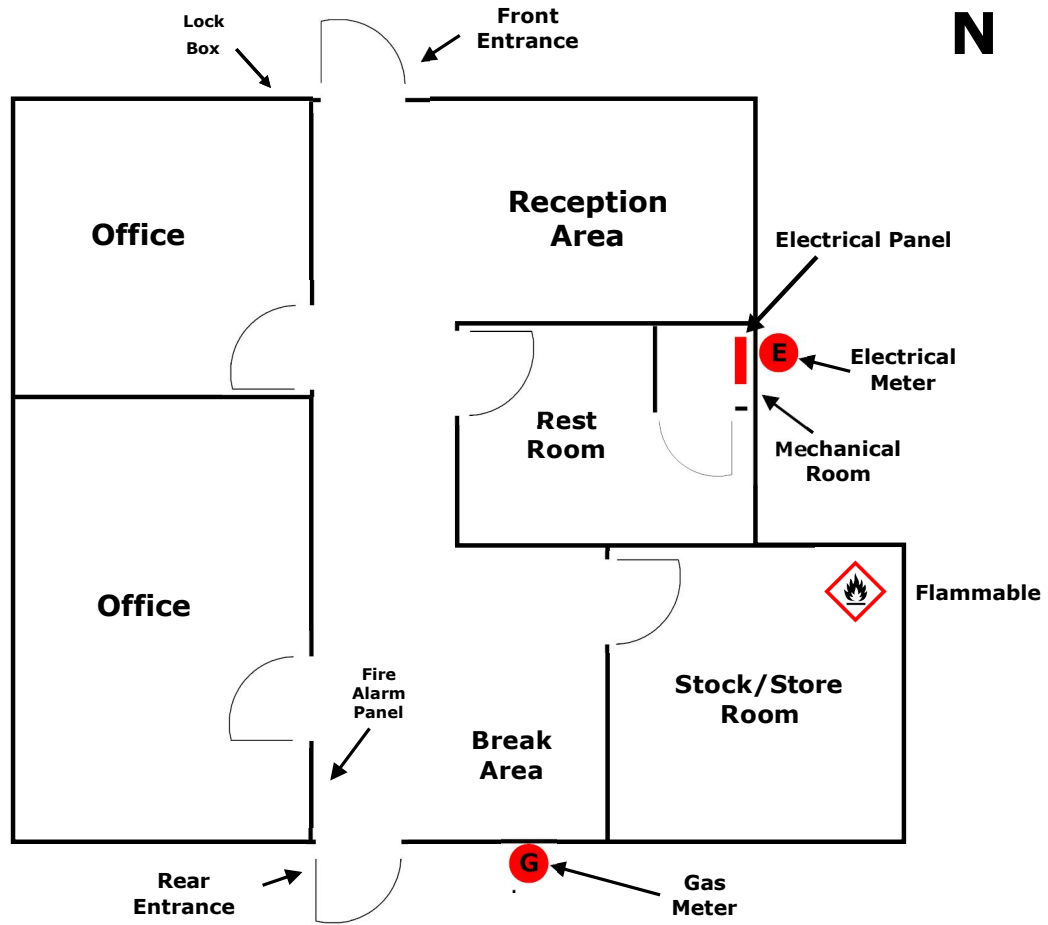 Lock
Box
Front
Entrance
N
Office
Reception
Area
Electrical Panel
E
Electrical
Meter
Rest
Room
Mechanical
Room
Office
Flammable
Fire
Alarm
Panel
Stock/Store
Room
Break
Area
Rear
Entrance
G
Gas
Meter